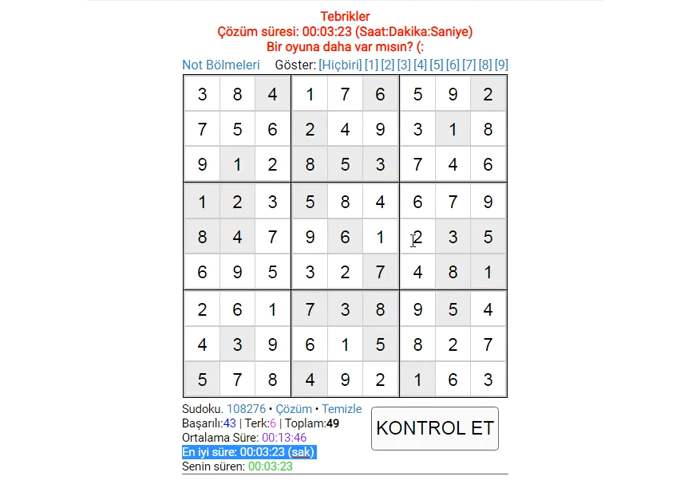 Tebrikler
Çözüm süresi: 00:03:23 (Saat:Dakika:Saniye)
Bir oyuna daha var mısın? (:
Not Bölmeleri Göster: [Hiçbiri] [1] [2] [3] [4] [5] [6] [7] [8] [9]
3 8 4 1 7 6 5 9 2
7 5 6 2 4 9 3 1 8
9 1 2 8 5 3 7 4 6
1 2 3 5 8 4 6 7 9
8 4 7 9 6 1 2 3 5
6 9 5 3 2 7 4 8 1
2 6 1 7 3 8 9 5 4
4 3 9 6 1 5 8 2 7
5 7 8 4 9 2 1 6 3
Sudoku. 108276 • Çözüm • Temizle
Başarılı:43 | Terk:6 | Toplam:49
Ortalama Süre: 00:13:46
En iyi süre: 00:03:23 (sak)
Senin süren: 00:03:23
KONTROL ET